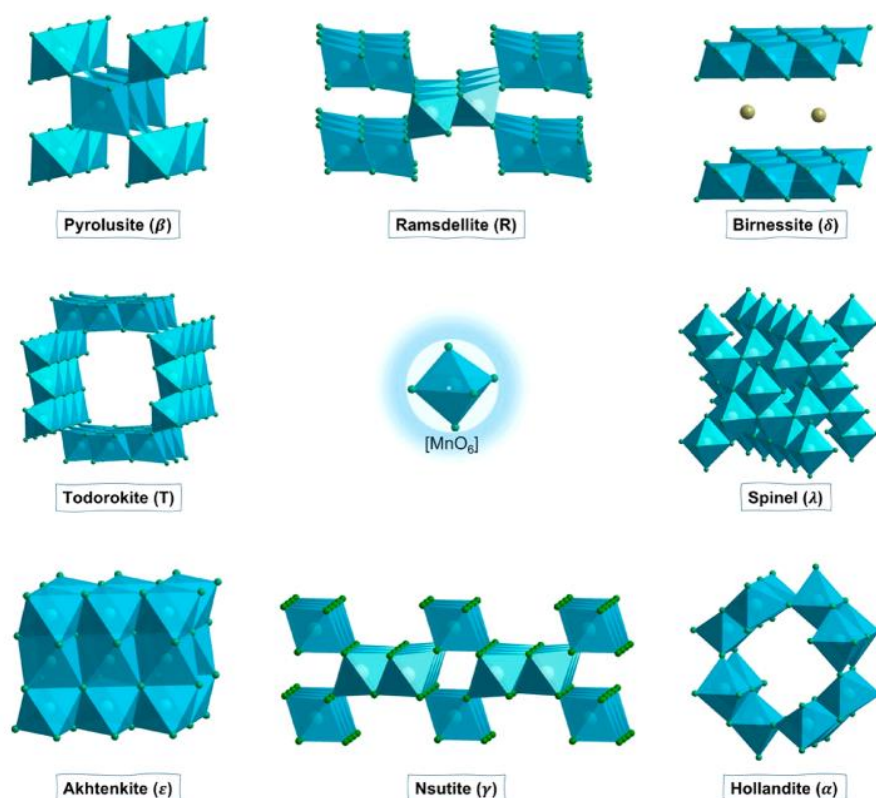 Pyrolusite (β)
Ramsdellite (R)
Birnessite (δ)
Todorokite (T)
[MnO₆]
Spinel (λ)
Akhtenkite (ε)
Nsutite (γ)
Hollandite (α)